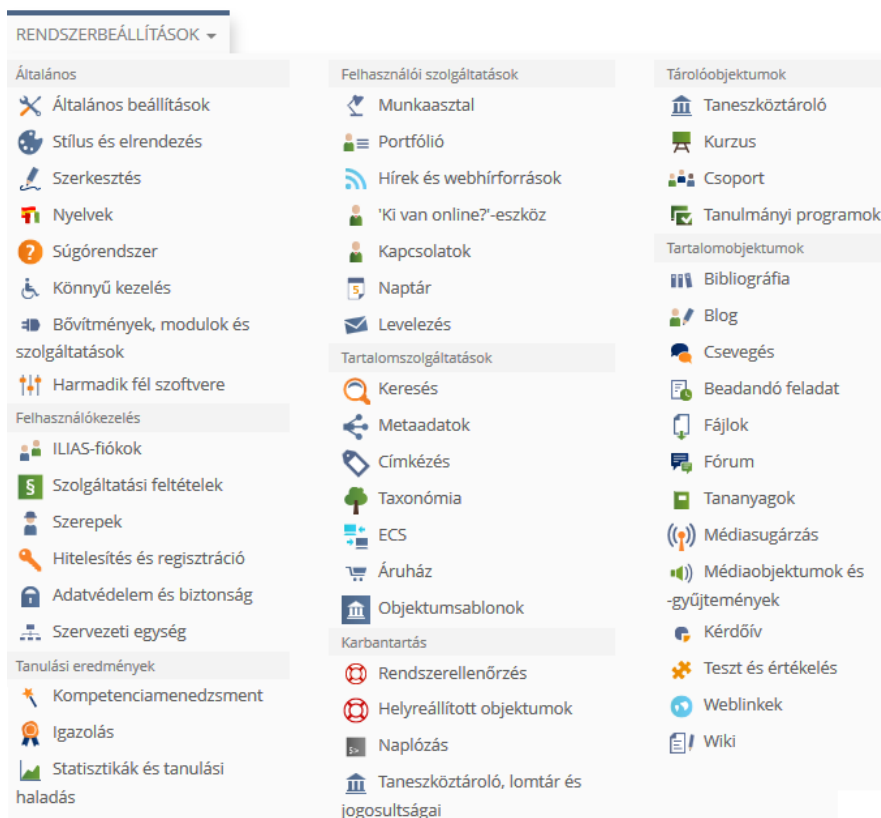 RENDSZERBEÁLLÍTÁSOK
Általános
Általános beállítások
Stílus és elrendezés
Szerkesztés
Nyelvek
Súgórendszer
Könnyű kezelés
Bővítmények, modulok és
szolgáltatások
Harmadik fél szoftvere
Felhasználókezelés
ILIAS-fiókok
Szolgáltatási feltételek
Szerepek
Hitelesítés és regisztráció
Adatvédelem és biztonság
Szervezeti egység
Tanulási eredmények
Kompetenciamenedzsment
Igazolás
Statisztikák és tanulási
haladás
Felhasználói szolgáltatások
Munkaasztal
Portfólió
Hírek és webhírforrások
'Ki van online?'-eszköz
Kapcsolatok
Naptár
Levelezés
Tartalomszolgáltatások
Keresés
Metaadatok
Címkézés
Taxonómia
ECS
Áruház
Objektumsablonok
Karbantartás
Rendszerellenőrzés
Helyreállított objektumok
Naplózás
Taneszköztároló, lomtár és
jogosultságai
Tárolóobjektumok
Taneszköztároló
Kurzus
Csoport
Tanulmányi programok
Tartalomobjektumok
Bibliográfia
Blog
Csevegés
Beadandó feladat
Fájlok
Fórum
Tananyagok
Médiasugárzás
Médiaobjektumok és
-gyűjtemények
Kérdőív
Teszt és értékelés
Weblinkek
Wiki